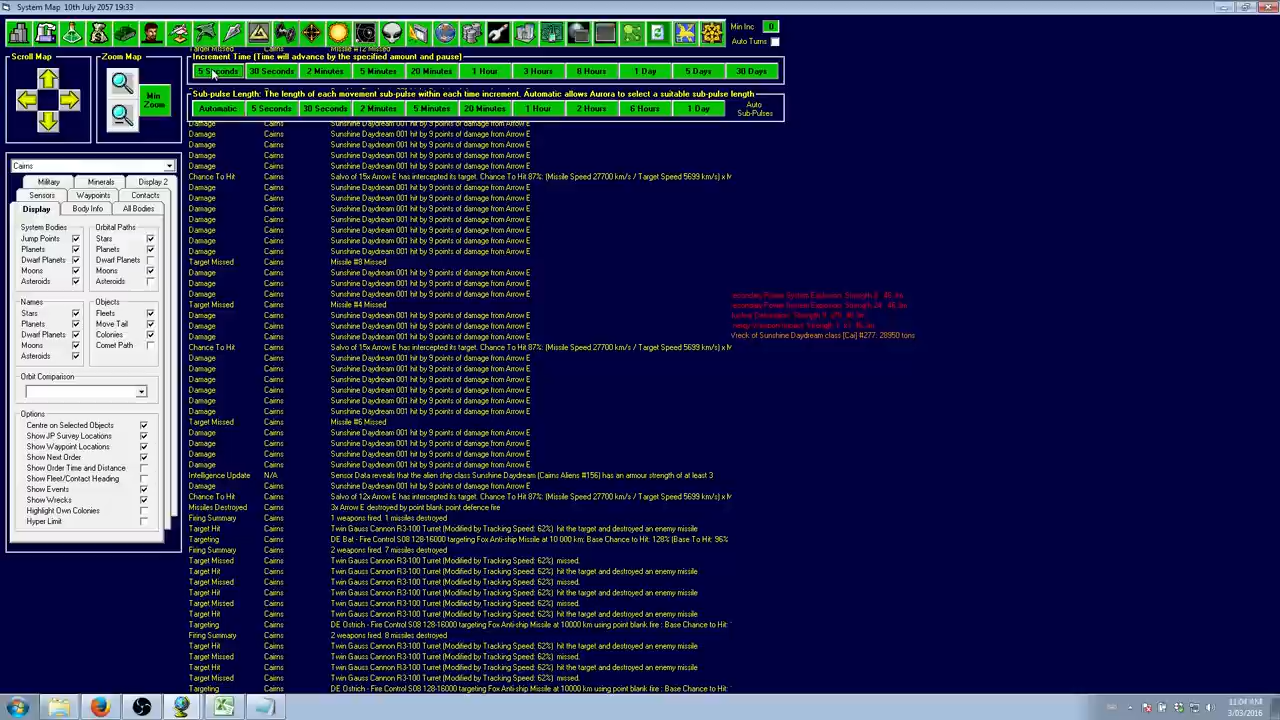 System Map  10th July 2057 19:33
Min Inc 0
Auto Turns
Target Missed Cairns Missile #12 Missed
Scroll Map
Zoom Map
Min Zoom
Increment Time (Time will advance by the specified amount and pause)
5 Seconds 30 Seconds 2 Minutes 5 Minutes 20 Minutes 1 Hour 3 Hours 8 Hours 1 Day 5 Days 30 Days
Sub-pulse Length: The length of each movement sub-pulse within each time increment. Automatic allows Aurora to select a suitable sub-pulse length
Automatic 5 Seconds 30 Seconds 2 Minutes 5 Minutes 20 Minutes 1 Hour 2 Hours 6 Hours 1 Day Auto Sub-Pulses
Cairns
Military Minerals Display 2
Sensors Waypoints Contacts
Display Body Info All Bodies
System Bodies
Jump Points
Planets
Dwarf Planets
Moons
Asteroids
Orbital Paths
Stars
Planets
Dwarf Planets
Moons
Asteroids
Names
Stars
Planets
Dwarf Planets
Moons
Asteroids
Objects
Fleets
Move Tail
Colonies
Comet Path
Orbit Comparison
Options
Centre on Selected Objects
Show JP Survey Locations
Show Waypoint Locations
Show Next Order
Show Order Time and Distance
Show Fleet/Contact Heading
Show Events
Show Wrecks
Highlight Own Colonies
Hyper Limit
Damage Cairns Sunshine Daydream 001 hit by 9 points of damage from Arrow E
Damage Cairns Sunshine Daydream 001 hit by 9 points of damage from Arrow E
Damage Cairns Sunshine Daydream 001 hit by 9 points of damage from Arrow E
Damage Cairns Sunshine Daydream 001 hit by 9 points of damage from Arrow E
Damage Cairns Sunshine Daydream 001 hit by 9 points of damage from Arrow E
Chance To Hit Cairns Salvo of 15x Arrow E has intercepted its target. Chance To Hit 87%: (Missile Speed 27700 km/s / Target Speed 5699 km/s) x M
Damage Cairns Sunshine Daydream 001 hit by 9 points of damage from Arrow E
Damage Cairns Sunshine Daydream 001 hit by 9 points of damage from Arrow E
Damage Cairns Sunshine Daydream 001 hit by 9 points of damage from Arrow E
Damage Cairns Sunshine Daydream 001 hit by 9 points of damage from Arrow E
Damage Cairns Sunshine Daydream 001 hit by 9 points of damage from Arrow E
Damage Cairns Sunshine Daydream 001 hit by 9 points of damage from Arrow E
Damage Cairns Sunshine Daydream 001 hit by 9 points of damage from Arrow E
Target Missed Cairns Missile #8 Missed
Damage Cairns Sunshine Daydream 001 hit by 9 points of damage from Arrow E
Damage Cairns Sunshine Daydream 001 hit by 9 points of damage from Arrow E
Damage Cairns Sunshine Daydream 001 hit by 9 points of damage from Arrow E
Target Missed Cairns Missile #4 Missed
Damage Cairns Sunshine Daydream 001 hit by 9 points of damage from Arrow E
Damage Cairns Sunshine Daydream 001 hit by 9 points of damage from Arrow E
Damage Cairns Sunshine Daydream 001 hit by 9 points of damage from Arrow E
Chance To Hit Cairns Salvo of 15x Arrow E has intercepted its target. Chance To Hit 87%: (Missile Speed 27700 km/s / Target Speed 5699 km/s) x M
Damage Cairns Sunshine Daydream 001 hit by 9 points of damage from Arrow E
Damage Cairns Sunshine Daydream 001 hit by 9 points of damage from Arrow E
Damage Cairns Sunshine Daydream 001 hit by 9 points of damage from Arrow E
Damage Cairns Sunshine Daydream 001 hit by 9 points of damage from Arrow E
Damage Cairns Sunshine Daydream 001 hit by 9 points of damage from Arrow E
Damage Cairns Sunshine Daydream 001 hit by 9 points of damage from Arrow E
Target Missed Cairns Missile #6 Missed
Damage Cairns Sunshine Daydream 001 hit by 9 points of damage from Arrow E
Damage Cairns Sunshine Daydream 001 hit by 9 points of damage from Arrow E
Damage Cairns Sunshine Daydream 001 hit by 9 points of damage from Arrow E
Intelligence Update N/A Sensor Data reveals that the alien ship class Sunshine Daydream (Cairns Aliens #156) has an armour strength of at least 3
Damage Cairns Sunshine Daydream 001 hit by 9 points of damage from Arrow E
Chance To Hit Cairns Salvo of 12x Arrow E has intercepted its target. Chance To Hit 87%: (Missile Speed 27700 km/s / Target Speed 5699 km/s) x M
Missiles Destroyed Cairns 3x Arrow E destroyed by point blank point defence fire
Firing Summary Cairns 1 weapons fired. 1 missiles destroyed
Target Hit Cairns Twin Gauss Cannon R3-100 Turret (Modified by Tracking Speed: 62%) hit the target and destroyed an enemy missile
Targeting Cairns DE Bat - Fire Control S08 128-16000 targeting Fox Anti-ship Missile at 10 000 km; Base Chance to Hit: 128% (Base To Hit: 96%
Firing Summary Cairns 2 weapons fired. 7 missiles destroyed
Target Missed Cairns Twin Gauss Cannon R3-100 Turret (Modified by Tracking Speed: 62%) missed.
Target Hit Cairns Twin Gauss Cannon R3-100 Turret (Modified by Tracking Speed: 62%) hit the target and destroyed an enemy missile
Target Missed Cairns Twin Gauss Cannon R3-100 Turret (Modified by Tracking Speed: 62%) missed.
Target Hit Cairns Twin Gauss Cannon R3-100 Turret (Modified by Tracking Speed: 62%) hit the target and destroyed an enemy missile
Target Missed Cairns Twin Gauss Cannon R3-100 Turret (Modified by Tracking Speed: 62%) missed.
Target Hit Cairns Twin Gauss Cannon R3-100 Turret (Modified by Tracking Speed: 62%) hit the target and destroyed an enemy missile
Targeting Cairns DE Ostrich - Fire Control S08 128-16000 targeting Fox Anti-ship Missile at 10000 km using point blank fire : Base Chance to Hit:
Firing Summary Cairns 2 weapons fired. 8 missiles destroyed
Target Hit Cairns Twin Gauss Cannon R3-100 Turret (Modified by Tracking Speed: 62%) hit the target and destroyed an enemy missile
Target Missed Cairns Twin Gauss Cannon R3-100 Turret (Modified by Tracking Speed: 62%) missed.
Target Hit Cairns Twin Gauss Cannon R3-100 Turret (Modified by Tracking Speed: 62%) hit the target and destroyed an enemy missile
Target Missed Cairns Twin Gauss Cannon R3-100 Turret (Modified by Tracking Speed: 62%) missed.
Targeting Cairns DE Ostrich - Fire Control S08 128-16000 targeting Fox Anti-ship Missile at 10000 km using point blank fire : Base Chance to Hit:
Power System Explosion: Strength
Wreck of Sunshine Daydream class [Cai] #277: 28950 tons
11:04 AM
3/03/2016